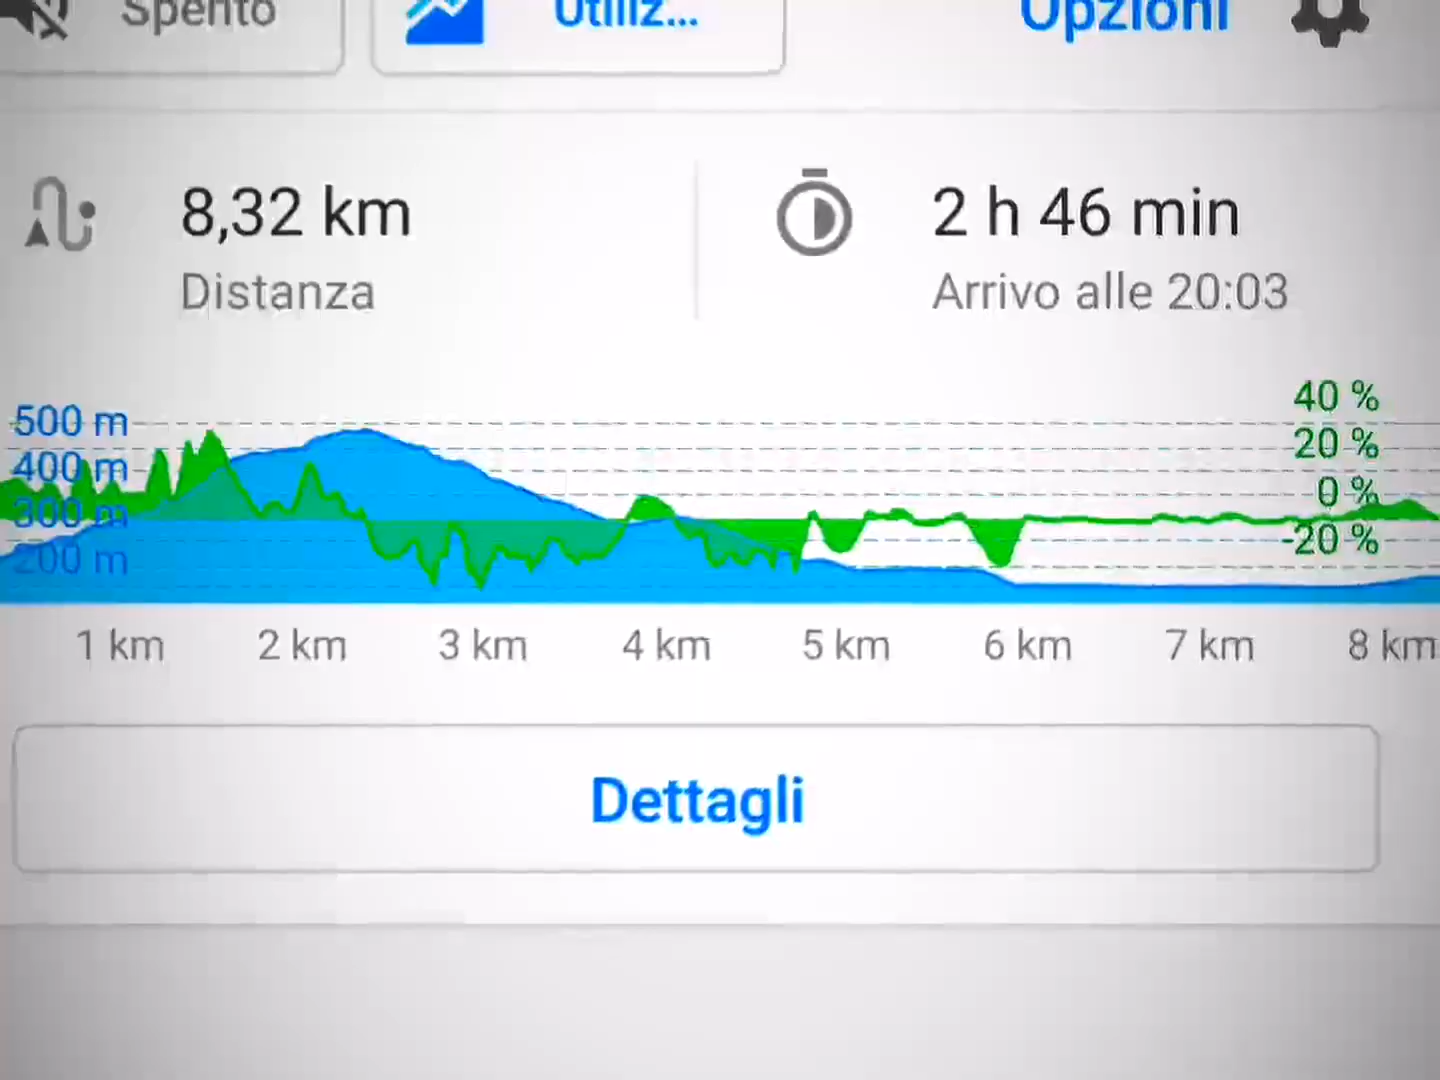 Spento
Utiliz...
Opzioni
8,32 km
Distanza
2 h 46 min
Arrivo alle 20:03
500 m
400 m
300 m
200 m
40 %
20 %
0 %
-20 %
1 km
2 km
3 km
4 km
5 km
6 km
7 km
8 km
Dettagli